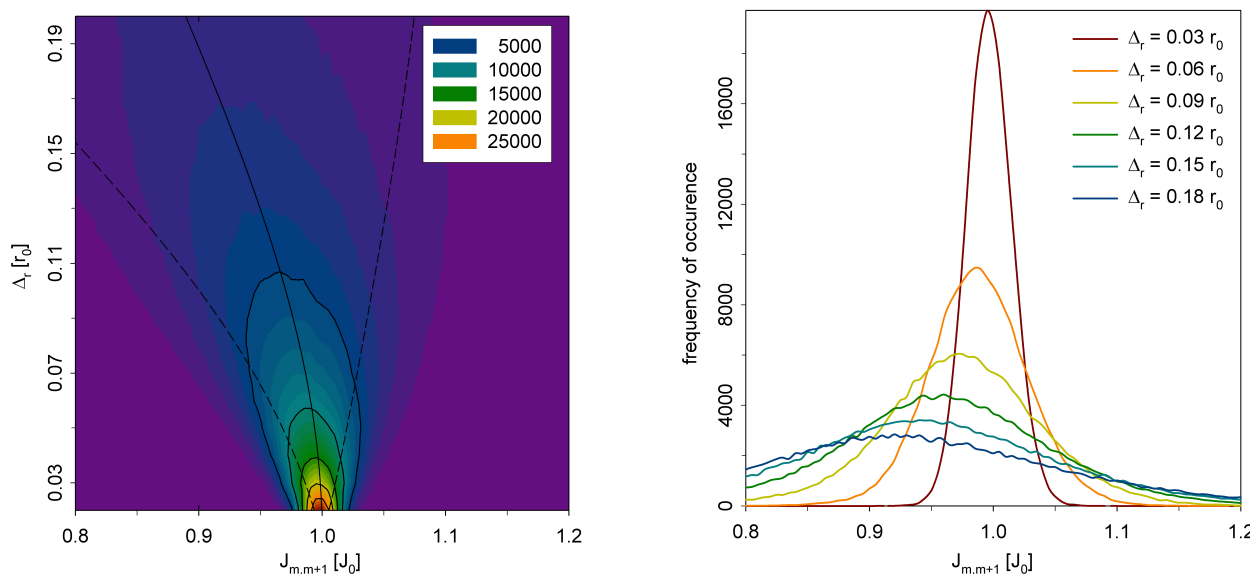 0.19
0.15
0.11
0.07
0.03
Δr [r0]
5000
10000
15000
20000
25000
0.8
0.9
1.0
1.1
1.2
Jm,m+1 [J0]
16000
12000
8000
4000
0
frequency of occurence
Δr = 0.03 r0
Δr = 0.06 r0
Δr = 0.09 r0
Δr = 0.12 r0
Δr = 0.15 r0
Δr = 0.18 r0
0.8
0.9
1.0
1.1
1.2
Jm,m+1 [J0]